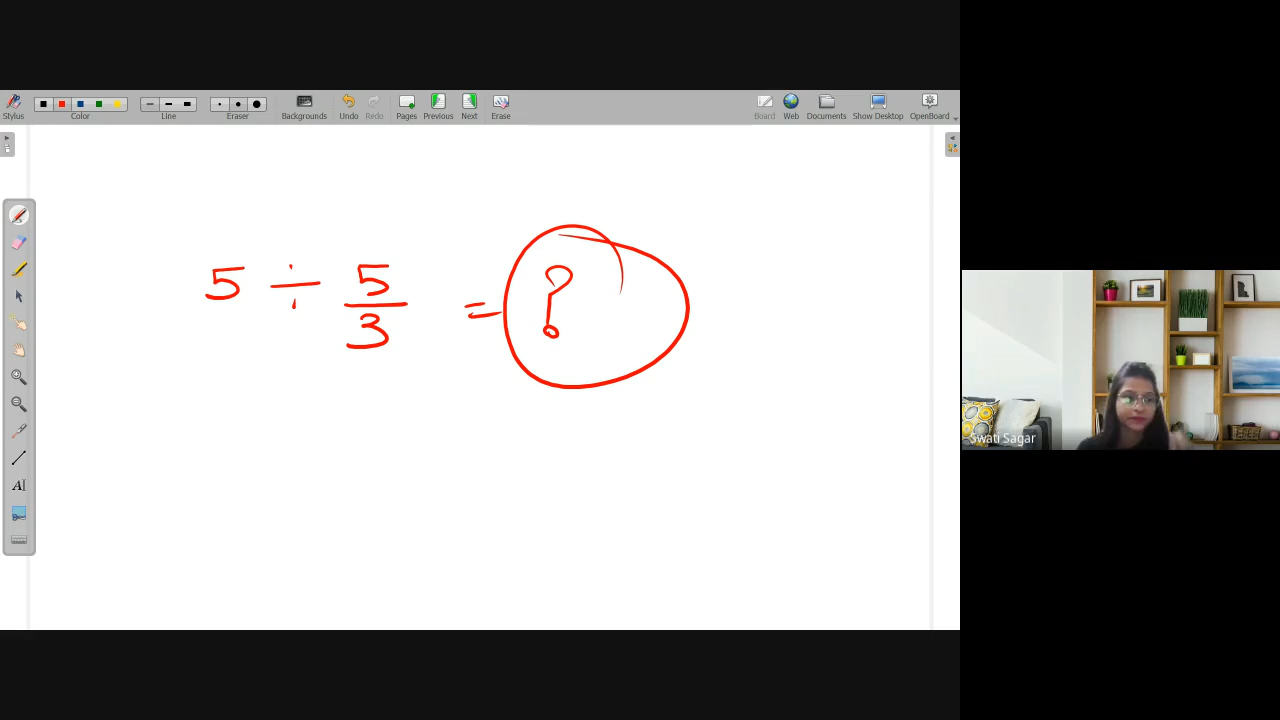 Stylus Color Line Eraser Backgrounds Undo Redo Pages Previous Next Erase Board Web Documents Show Desktop OpenBoard
5 ÷ 5/3 = ?
AI
Swati Sagar